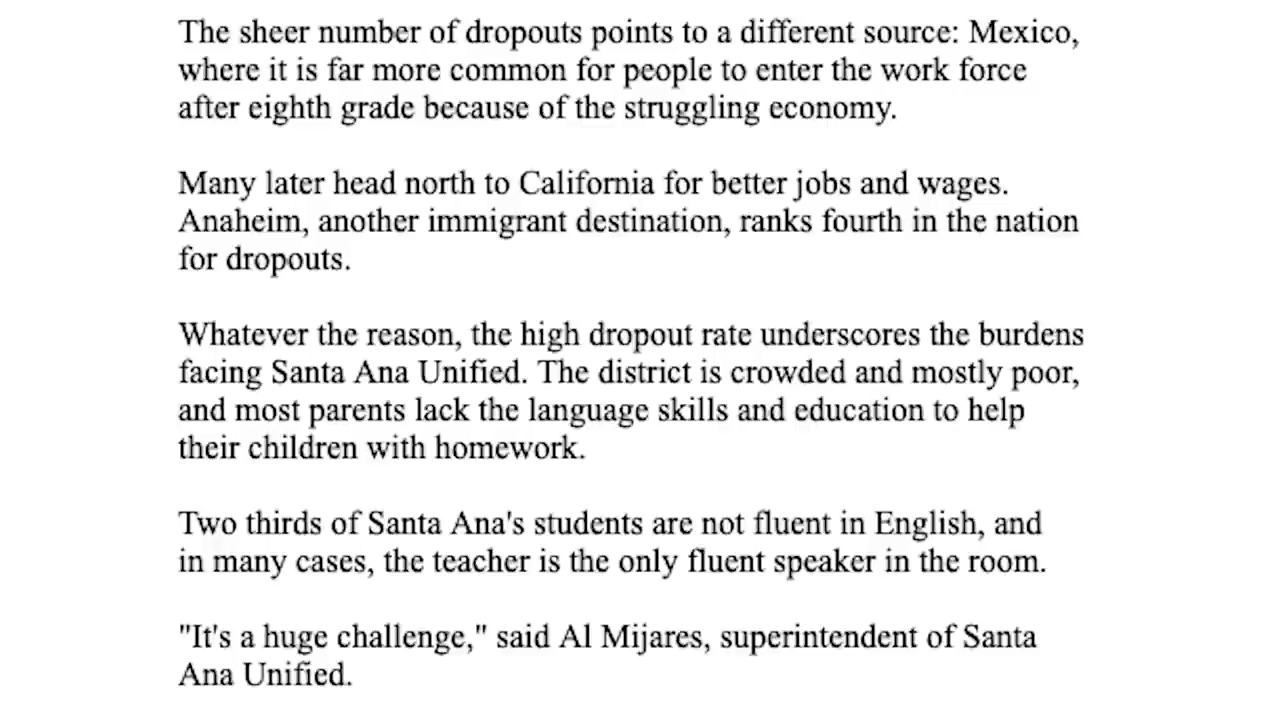 The sheer number of dropouts points to a different source: Mexico,
where it is far more common for people to enter the work force
after eighth grade because of the struggling economy.
Many later head north to California for better jobs and wages.
Anaheim, another immigrant destination, ranks fourth in the nation
for dropouts.
Whatever the reason, the high dropout rate underscores the burdens
facing Santa Ana Unified. The district is crowded and mostly poor,
and most parents lack the language skills and education to help
their children with homework.
Two thirds of Santa Ana's students are not fluent in English, and
in many cases, the teacher is the only fluent speaker in the room.
"It's a huge challenge," said Al Mijares, superintendent of Santa
Ana Unified.